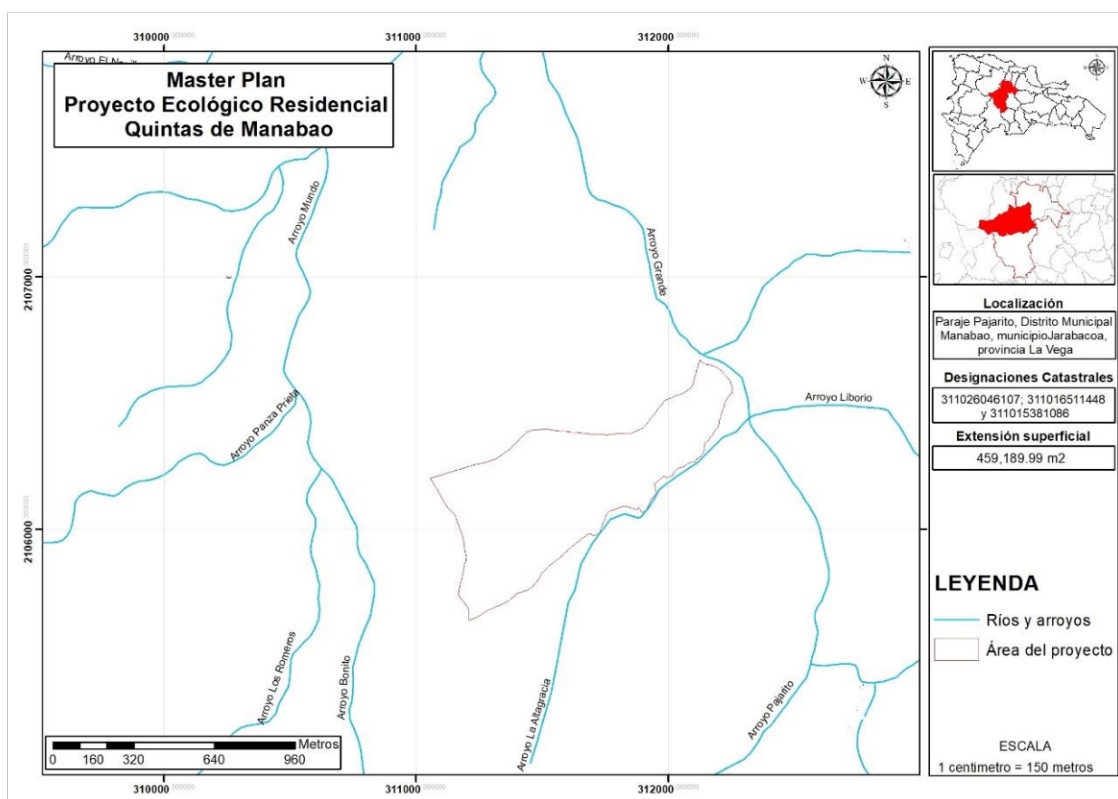 310000
311000
312000
Master Plan
Proyecto Ecológico Residencial
Quintas de Manabao
N
W E
S
N
W E
S
Arroyo Mundo
Arroyo Grande
2107000
2107000
Arroyo Panza Prieta
Arroyo Liborio
2106000
2106000
Arroyo Los Romeros
Arroyo Bonito
Arroyo La Altagracia
Arroyo Pajarito
Metros
0 160 320 640 960
310000
311000
312000
Localización
Paraje Pajarito, Distrito Municipal
Manabao, municipioJarabacoa,
provincia La Vega
Designaciones Catastrales
311026046107; 311016511448
y 311015381086
Extensión superficial
459,189.99 m2
LEYENDA
Ríos y arroyos
Área del proyecto
ESCALA
1 centimetro = 150 metros